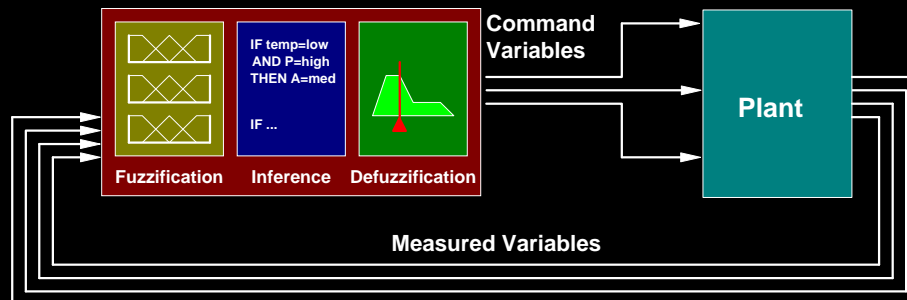 IF temp=low
AND P=high
THEN A=med
IF ...
Fuzzification
Inference
Defuzzification
Command
Variables
Plant
Measured Variables